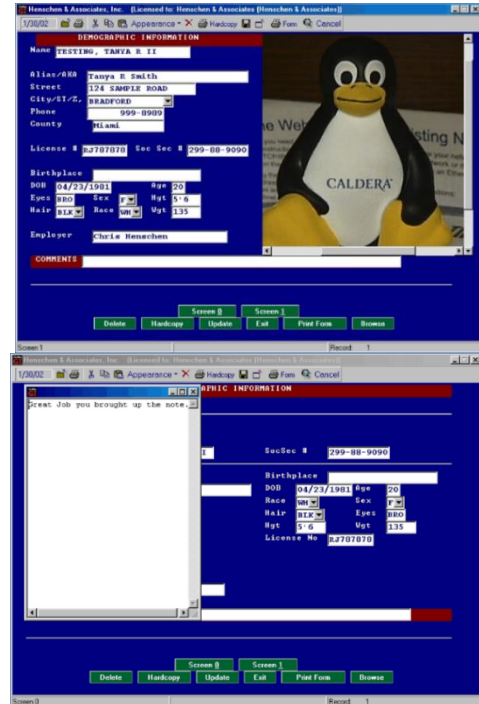 Henschen & Associates, Inc. (Licensed to: Henschen & Associates (Henschen & Associates))
1/30/02 Appearance Hardcopy Form Cancel
DEMOGRAPHIC INFORMATION
Name TESTING, TANYA R II
Alias/AKA Tanya R Smith
Street 124 SAMPLE ROAD
City/ST/Z, BRADFORD
Phone 999-8989
County Miami
License # RJ787878 Soc Sec # 299-88-9090
Birthplace
DOB 04/23/1981 Age 20
Eyes BRO Sex F Hgt 5'6
Hair BLK Race WH Wgt 135
Employer Chris Henschen
CALDERA
COMMENTS
Screen 0 Screen 1
Delete Hardcopy Update Exit Print Form Browse
Screen 1 Record: 1
Henschen & Associates, Inc. (Licensed to: Henschen & Associates (Henschen & Associates))
1/30/02 Appearance Hardcopy Form Cancel
APHIC INFORMATION
Great Job you brought up the note.
I SocSec # 299-88-9090
Birthplace
DOB 04/23/1981 Age 20
Race WH Sex F
Hair BLK Eyes BRO
Hgt 5'6 Wgt 135
License No RJ787878
Screen 0 Screen 1
Delete Hardcopy Update Exit Print Form Browse
Screen 0 Record: 1